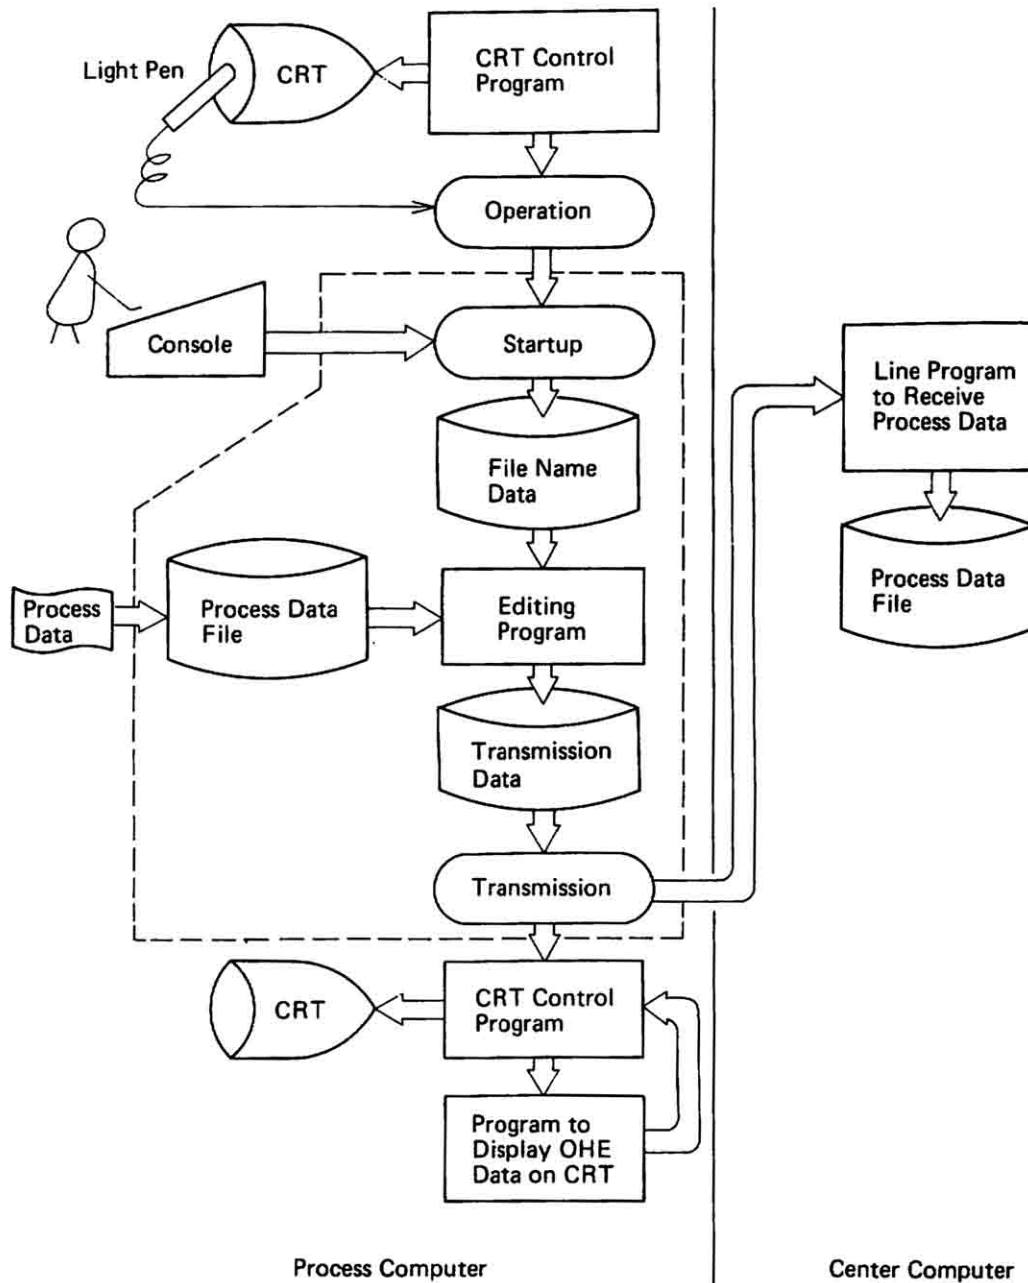 Light Pen
CRT
CRT Control
Program
Operation
Console
Startup
Line Program
to Receive
Process Data
File Name
Data
Process
Data
Process Data
File
Editing
Program
Process Data
File
Transmission
Data
Transmission
CRT
CRT Control
Program
Program to
Display OHE
Data on CRT
Process Computer
Center Computer